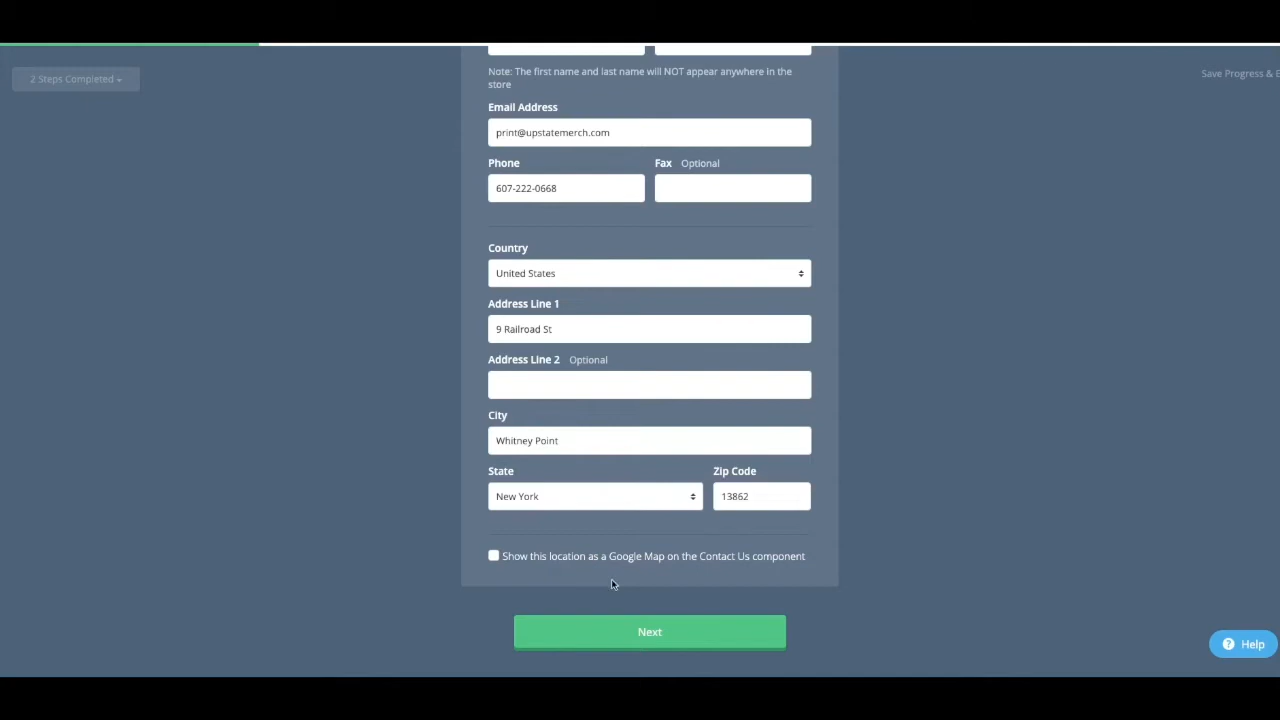 2 Steps Completed
Save Progress &
Note: The first name and last name will NOT appear anywhere in the
store
Email Address
print@upstatemerch.com
Phone
Fax Optional
607-222-0668
Country
United States
Address Line 1
9 Railroad St
Address Line 2 Optional
City
Whitney Point
State
Zip Code
New York
13862
Show this location as a Google Map on the Contact Us component
Next
? Help